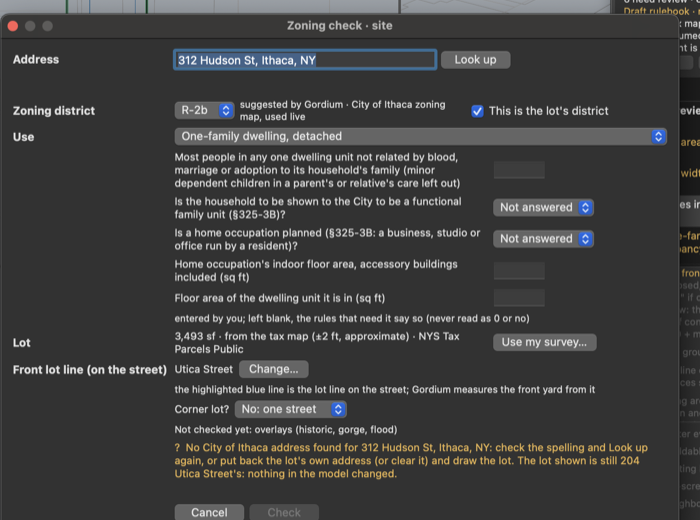 Draft rulebook
Zoning check · site
Address
312 Hudson St, Ithaca, NY
Look up
Zoning district
R-2b
suggested by Gordium · City of Ithaca zoning
map, used live
This is the lot's district
Use
One-family dwelling, detached
Most people in any one dwelling unit not related by blood,
marriage or adoption to its household's family (minor
dependent children in a parent's or relative's care left out)
Is the household to be shown to the City to be a functional
family unit (§325-3B)?
Not answered
Is a home occupation planned (§325-3B: a business, studio or
office run by a resident)?
Not answered
Home occupation's indoor floor area, accessory buildings
included (sq ft)
Floor area of the dwelling unit it is in (sq ft)
entered by you; left blank, the rules that need it say so (never read as 0 or no)
Lot
3,493 sf · from the tax map (±2 ft, approximate) · NYS Tax
Parcels Public
Use my survey...
Front lot line (on the street)
Utica Street
Change...
the highlighted blue line is the lot line on the street; Gordium measures the front yard from it
Corner lot?
No: one street
Not checked yet: overlays (historic, gorge, flood)
? No City of Ithaca address found for 312 Hudson St, Ithaca, NY: check the spelling and Look up
again, or put back the lot's own address (or clear it) and draw the lot. The lot shown is still 204
Utica Street's: nothing in the model changed.
Cancel
Check